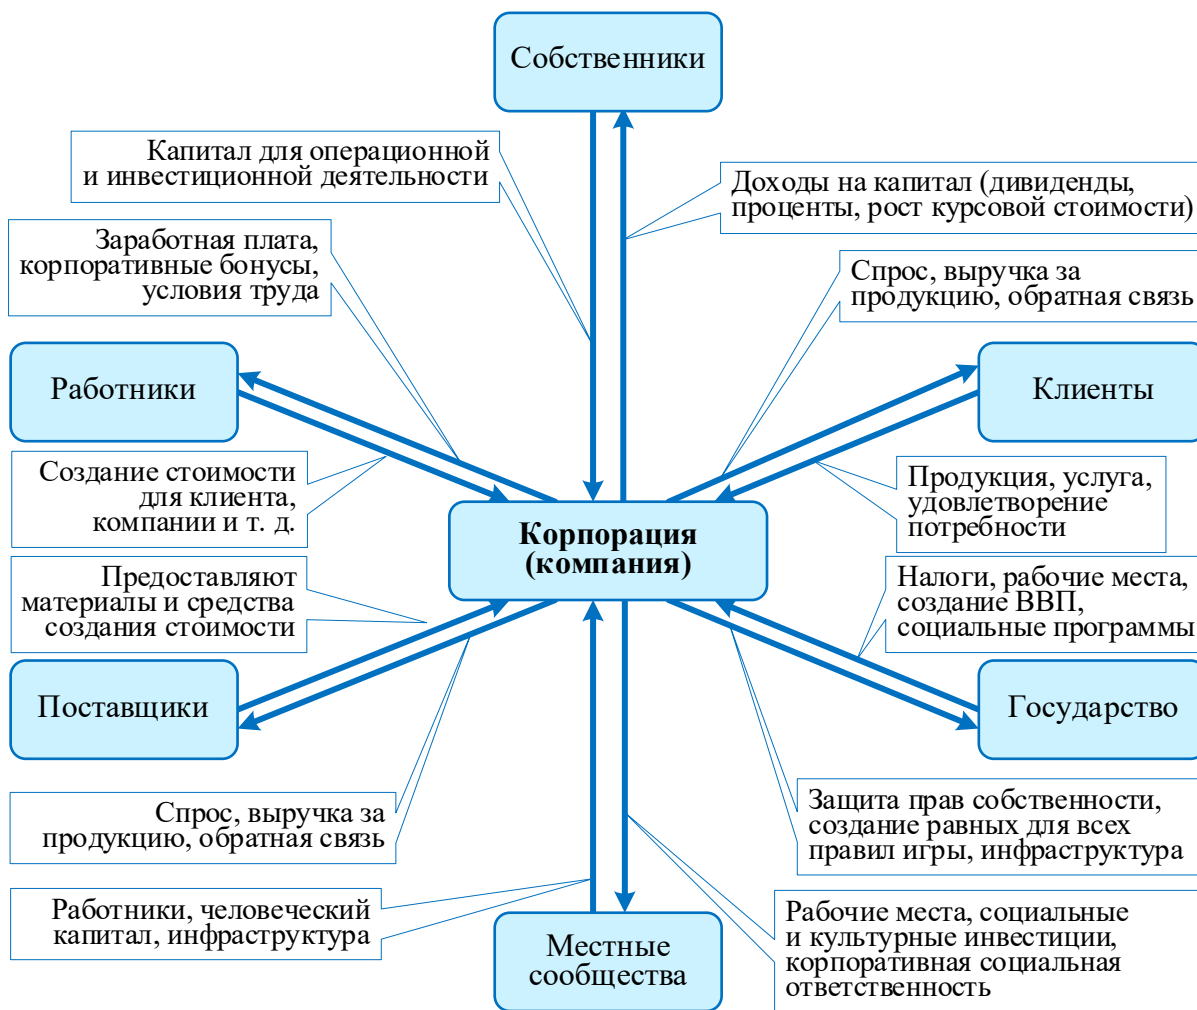 Собственники
Капитал для операционной
и инвестиционной деятельности
Доходы на капитал (дивиденды,
проценты, рост курсовой стоимости)
Заработная плата,
корпоративные бонусы,
условия труда
Спрос, выручка за
продукцию, обратная связь
Работники
Клиенты
Создание стоимости
для клиента,
компании и т. д.
Продукция, услуга,
удовлетворение
потребности
Корпорация
(компания)
Предоставляют
материалы и средства
создания стоимости
Налоги, рабочие места,
создание ВВП,
социальные программы
Поставщики
Государство
Спрос, выручка за
продукцию, обратная связь
Защита прав собственности,
создание равных для всех
правил игры, инфраструктура
Работники, человеческий
капитал, инфраструктура
Местные
сообщества
Рабочие места, социальные
и культурные инвестиции,
корпоративная социальная
ответственность